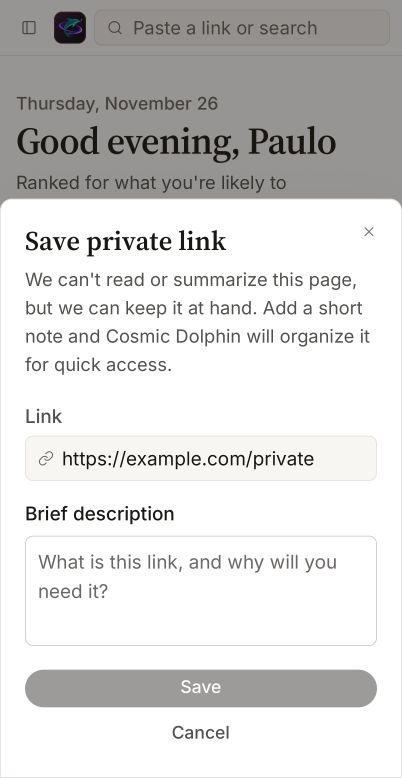 Paste a link or search
Thursday, November 26
Good evening, Paulo
Ranked for what you're likely to
Save private link
We can't read or summarize this page,
but we can keep it at hand. Add a short
note and Cosmic Dolphin will organize it
for quick access.
Link
https://example.com/private
Brief description
What is this link, and why will you
need it?
Save
Cancel